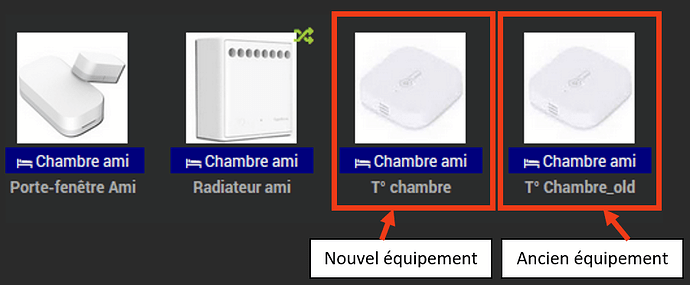 Chambre ami
Chambre ami
Chambre ami
Chambre ami
Porte-fenêtre Ami
Radiateur ami
T° chambre
T° Chambre_old
Nouvel équipement
Ancien équipement